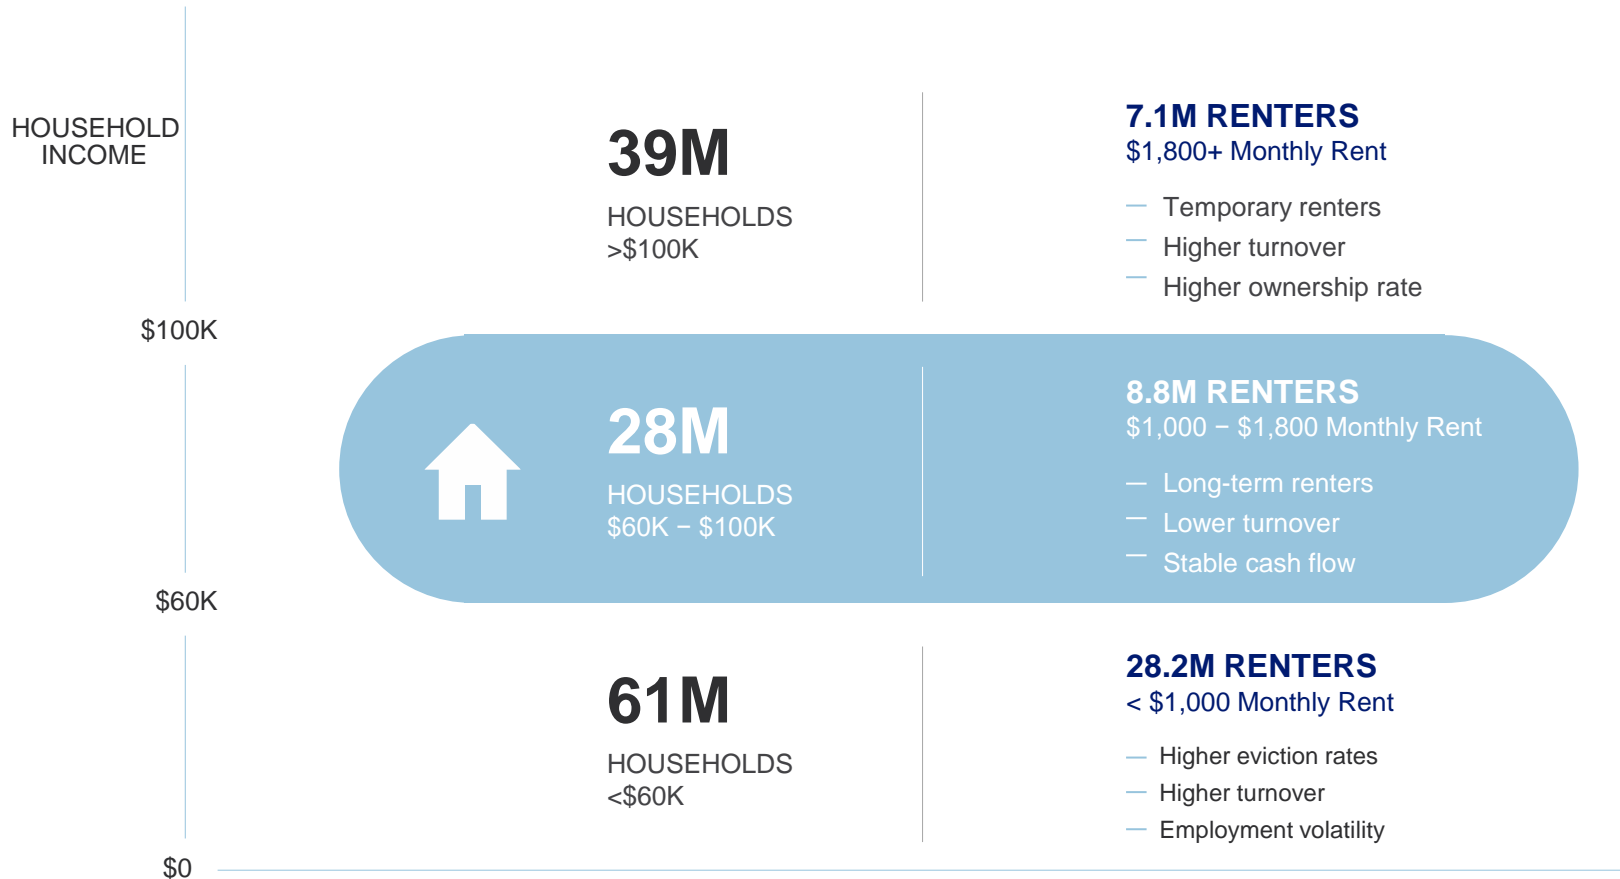 HOUSEHOLD
INCOME
39M
HOUSEHOLDS
>$100K
7.1M RENTERS
$1,800+ Monthly Rent
— Temporary renters
— Higher turnover
— Higher ownership rate
$100K
28M
HOUSEHOLDS
$60K − $100K
8.8M RENTERS
$1,000 − $1,800 Monthly Rent
— Long-term renters
— Lower turnover
— Stable cash flow
$60K
61M
HOUSEHOLDS
<$60K
28.2M RENTERS
< $1,000 Monthly Rent
— Higher eviction rates
— Higher turnover
— Employment volatility
$0